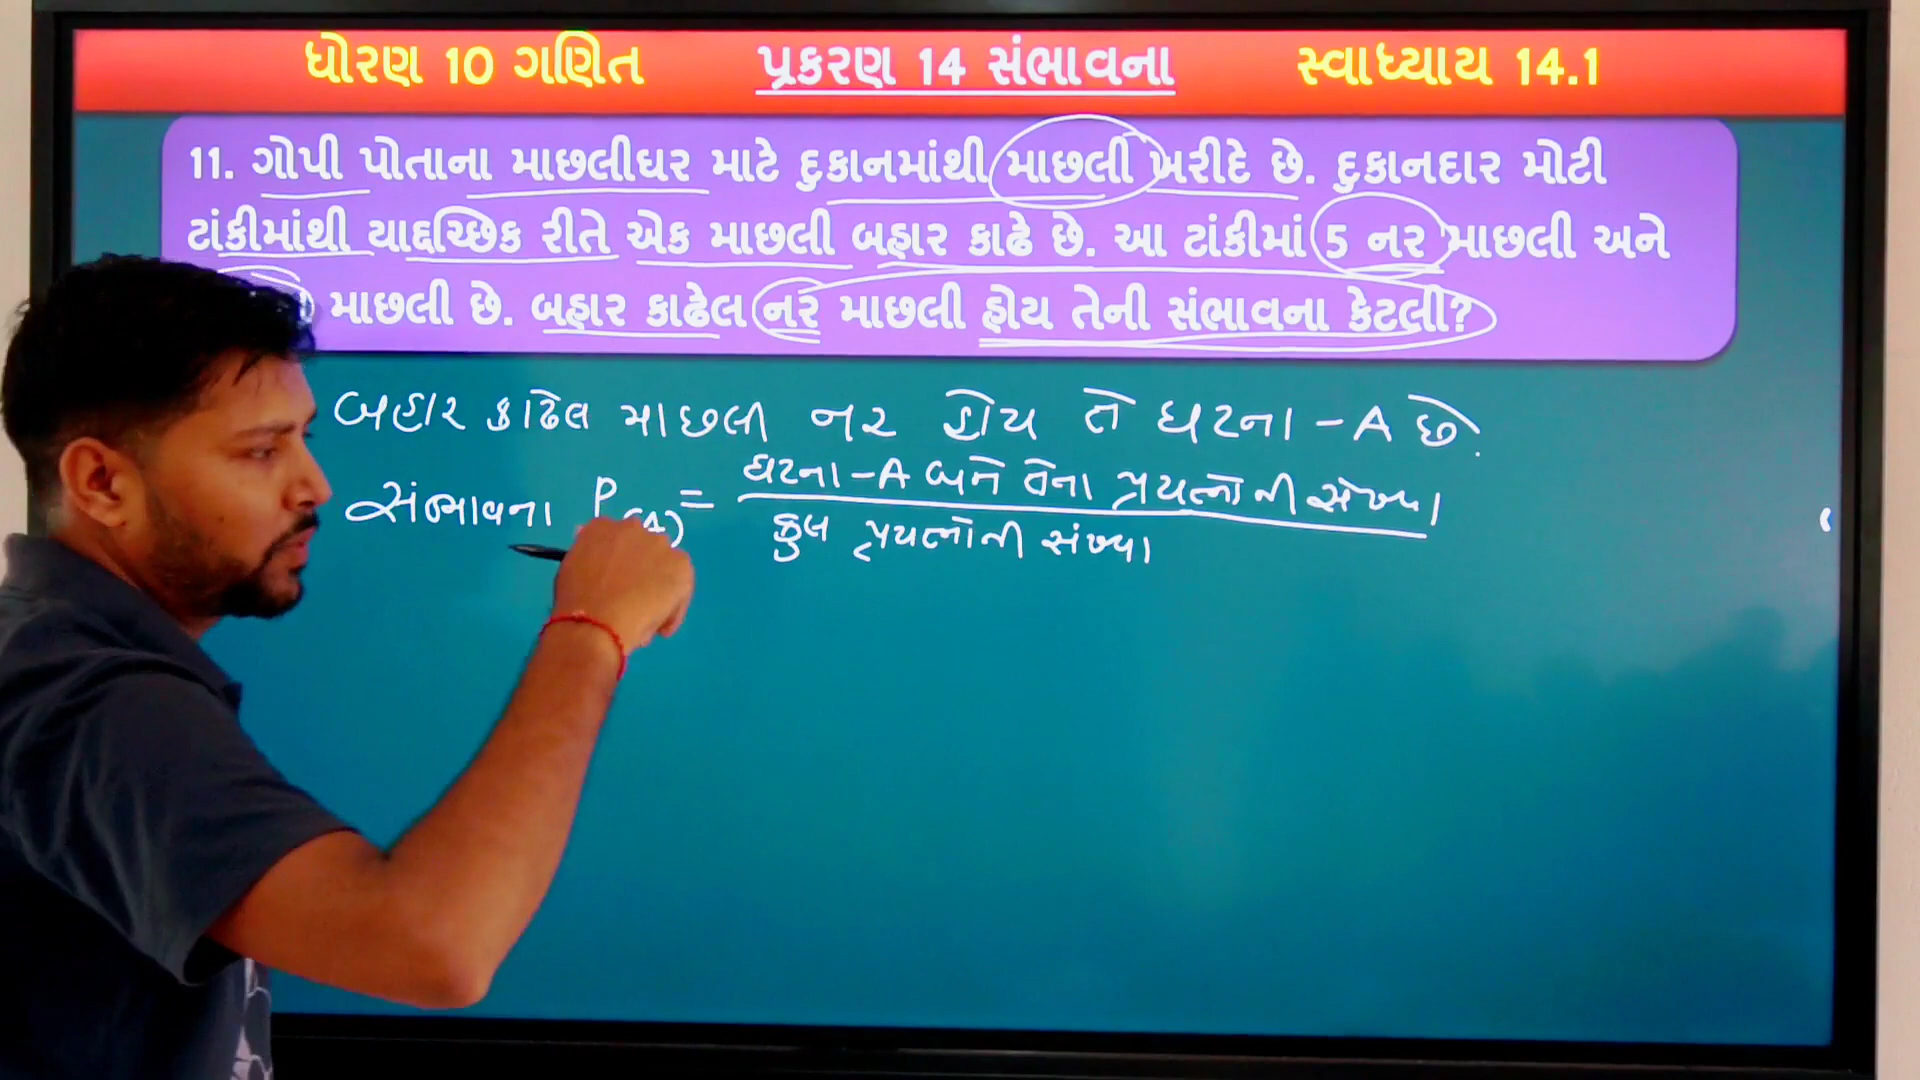 ધોરણ 10 ગણિત પ્રકરણ 14 સંભાવના સ્વાધ્યાય 14.1
11. ગોપી પોતાના માછલીઘર માટે દુકાનમાંથી માછલી ખરીદે છે. દુકાનદાર મોટી
ટાંકીમાંથી યાદ્દચ્છિક રીતે એક માછલી બહાર કાઢે છે. આ ટાંકીમાં 5 નર માછલી અને
માછલી છે. બહાર કાઢેલ નર માછલી હોય તેની સંભાવના કેટલી?
બહાર કાઢેલ માછલી નર હોય તે ઘટના - A છે.
સંભાવના P(A) = ઘટના - A બને તેના પ્રયત્નોની સંખ્યા
કુલ પ્રયત્નોની સંખ્યા